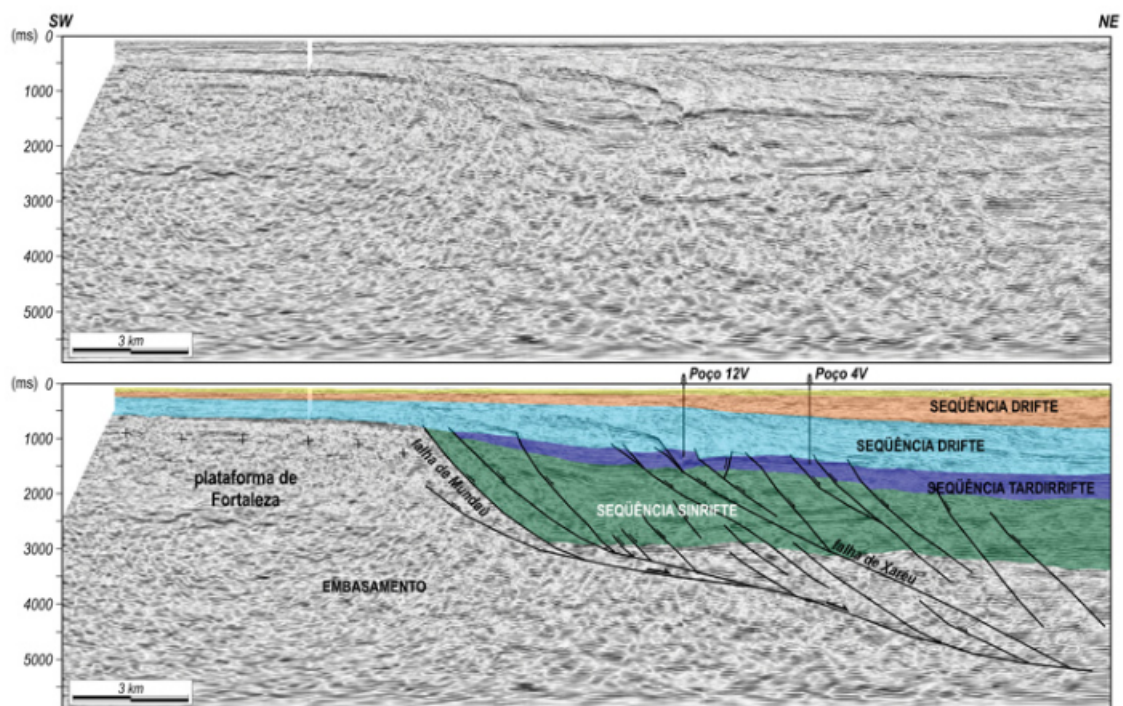 SW NE
(ms) 0
1000
2000
3000
4000
5000
3 km
(ms) 0
Poço 12V Poço 4V
SEQÜÊNCIA DRIFTE
SEQÜÊNCIA DRIFTE
1000
falha de Mundaú
plataforma de
Fortaleza
SEQÜÊNCIA TARDIRRIFTE
2000
SEQÜÊNCIA SINRIFTE
3000
falha de Xaréu
EMBASAMENTO
4000
5000
3 km